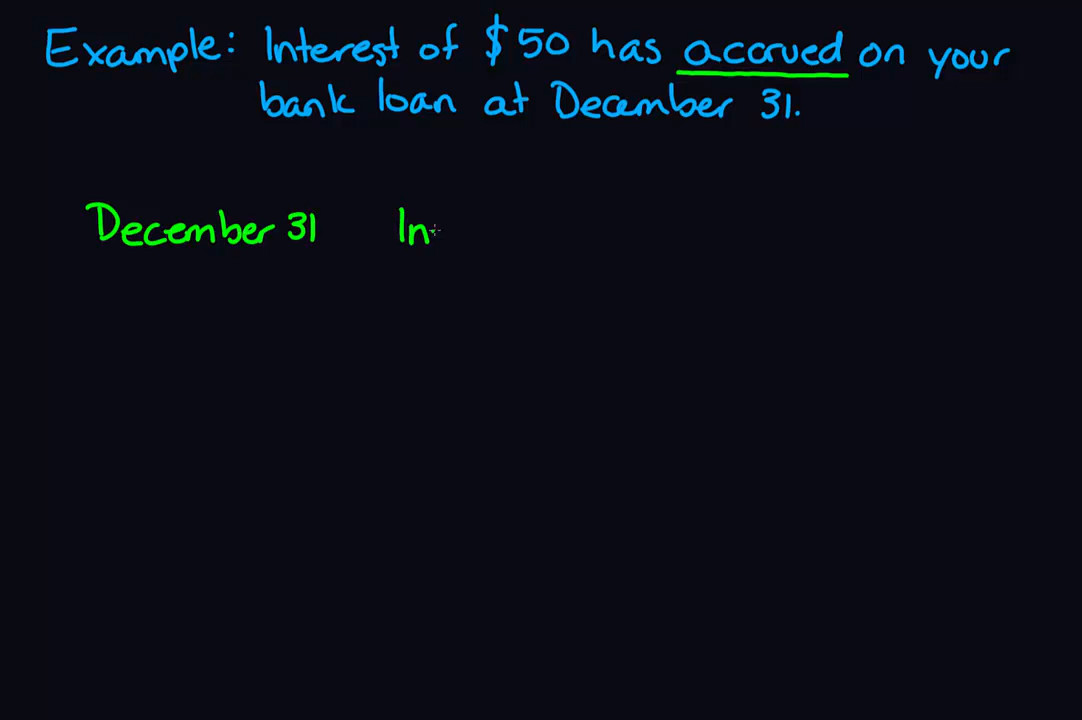 Example: Interest of $50 has accrued on your
bank loan at December 31.
December 31 In